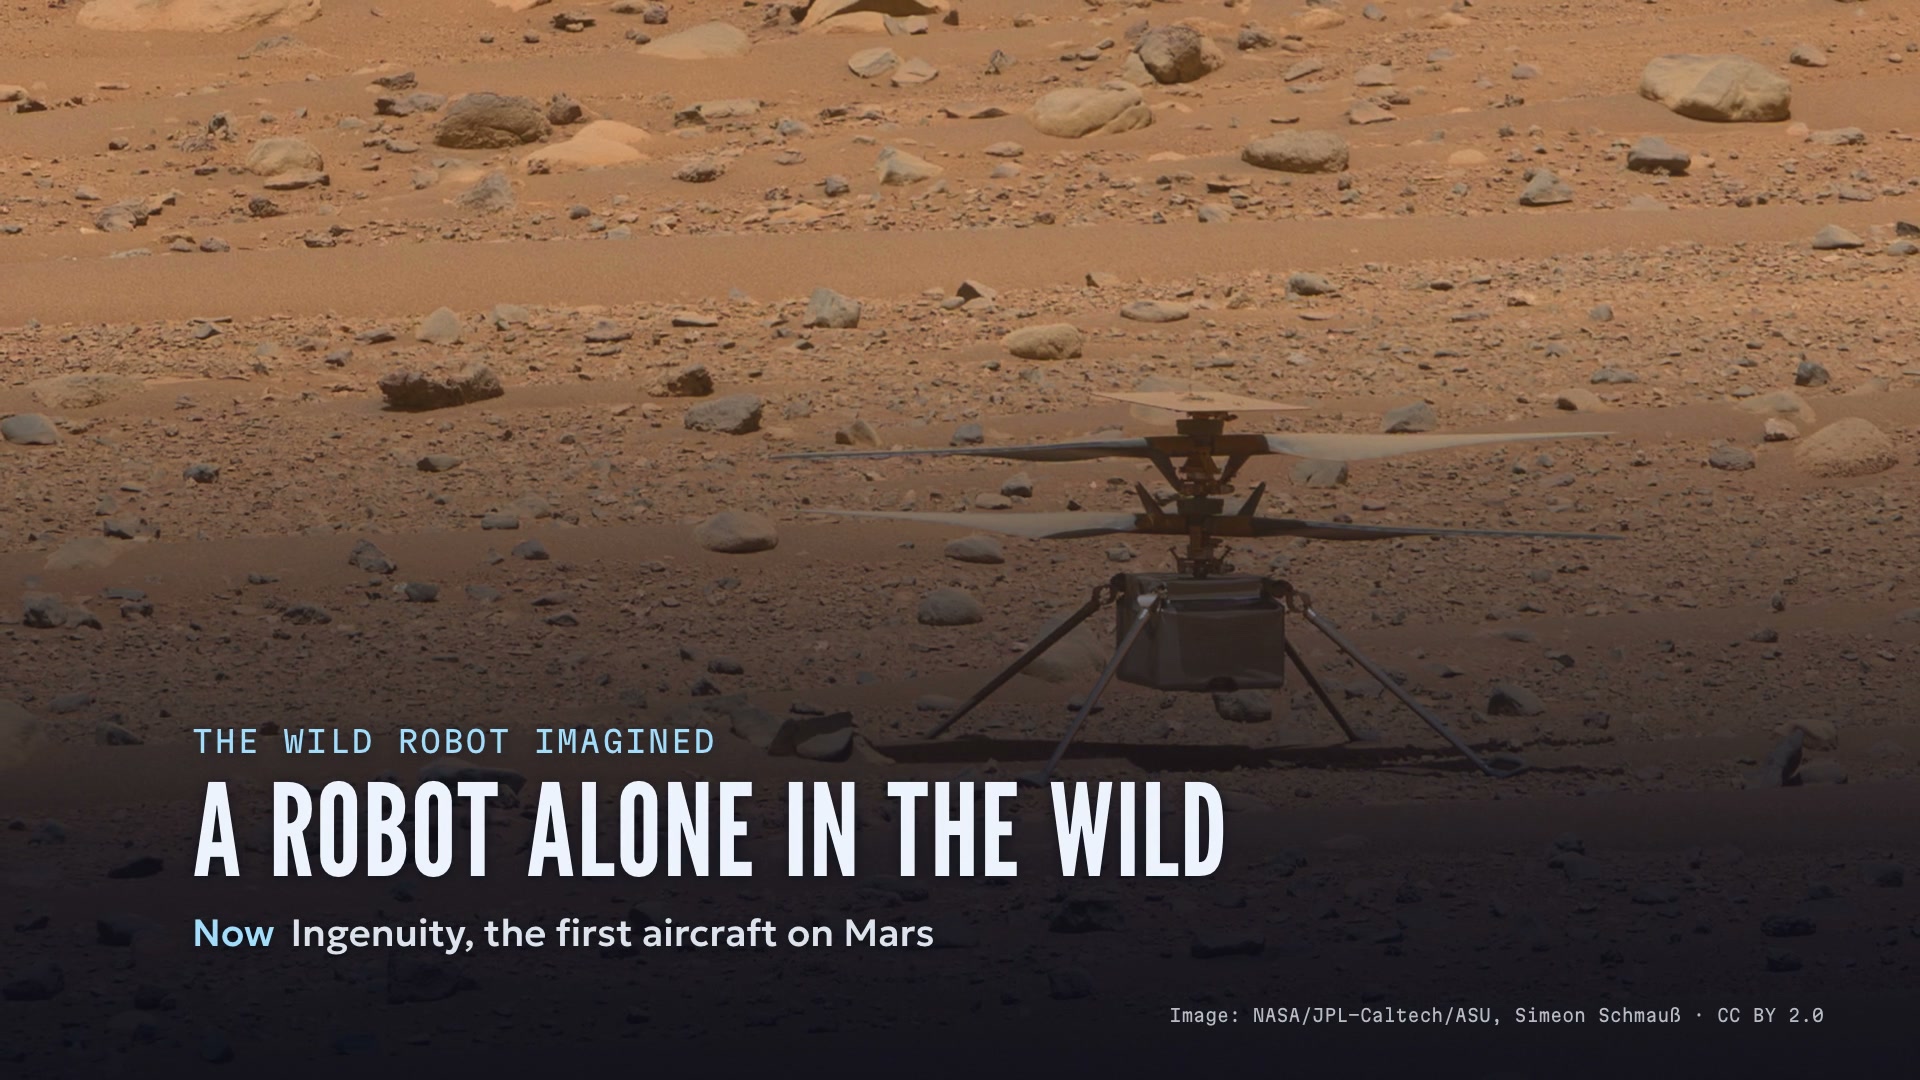 THE WILD ROBOT IMAGINED
A ROBOT ALONE IN THE WILD
Now Ingenuity, the first aircraft on Mars
Image: NASA/JPL-Caltech/ASU, Simeon Schmauß · CC BY 2.0